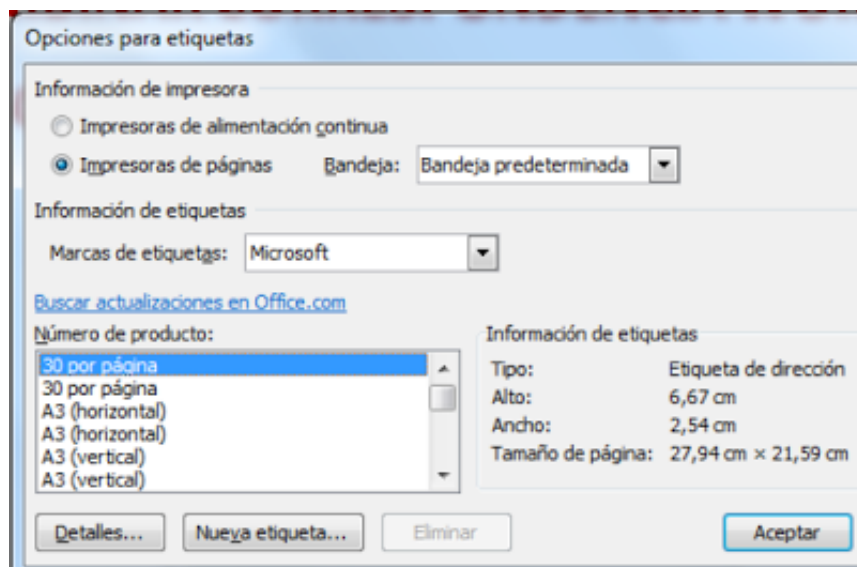 Opciones para etiquetas
Información de impresora
Impresoras de alimentación continua
Impresoras de páginas Bandeja: Bandeja predeterminada
Información de etiquetas
Marcas de etiquetas: Microsoft
Buscar actualizaciones en Office.com
Número de producto:
30 por página
30 por página
A3 (horizontal)
A3 (horizontal)
A3 (vertical)
A3 (vertical)
Información de etiquetas
Tipo: Etiqueta de dirección
Alto: 6,67 cm
Ancho: 2,54 cm
Tamaño de página: 27,94 cm × 21,59 cm
Detalles... Nueva etiqueta... Eliminar Aceptar